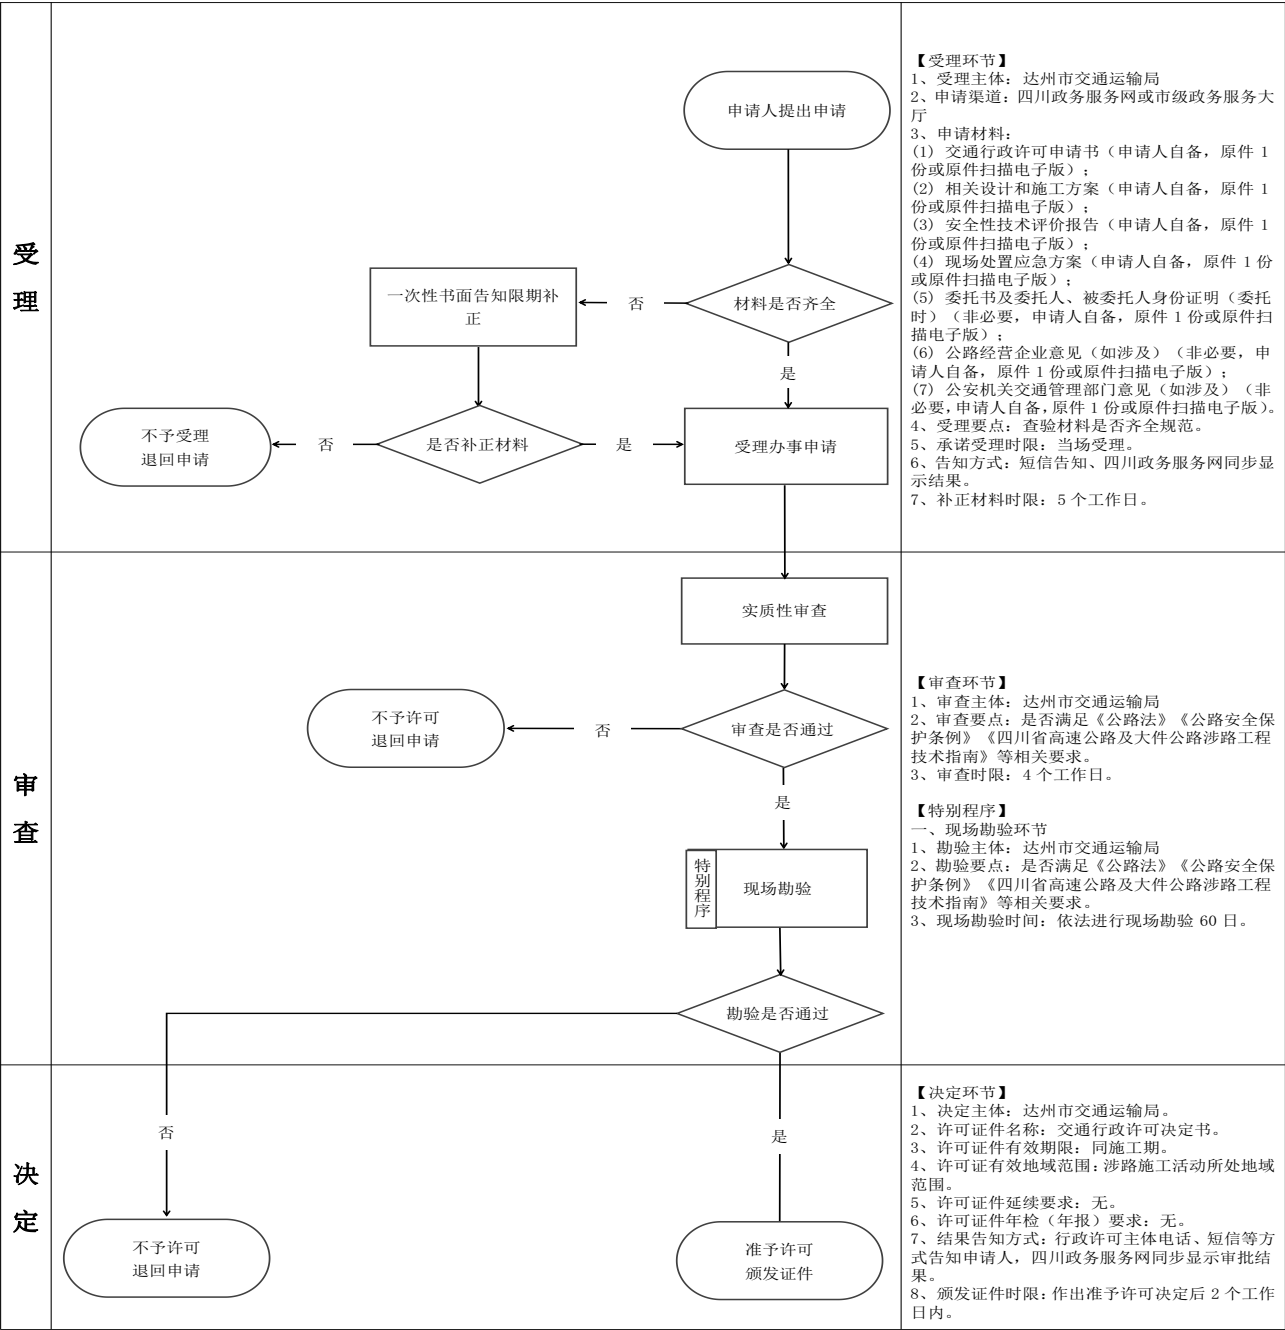 受
理
申请人提出申请
材料是否齐全
否
一次性书面告知限期补
正
是
是否补正材料
否
不予受理
退回申请
是
受理办事申请
【受理环节】
1、受理主体：达州市交通运输局
2、申请渠道：四川政务服务网或市级政务服务大
厅
3、申请材料：
(1) 交通行政许可申请书（申请人自备，原件 1
份或原件扫描电子版）；
(2) 相关设计和施工方案（申请人自备，原件 1
份或原件扫描电子版）；
(3) 安全性技术评价报告（申请人自备，原件 1
份或原件扫描电子版）；
(4) 现场处置应急方案（申请人自备，原件 1 份
或原件扫描电子版）；
(5) 委托书及委托人、被委托人身份证明（委托
时）（非必要，申请人自备，原件 1 份或原件扫
描电子版）；
(6) 公路经营企业意见（如涉及）（非必要，申
请人自备，原件 1 份或原件扫描电子版）；
(7) 公安机关交通管理部门意见（如涉及）（非
必要，申请人自备，原件 1 份或原件扫描电子版）。
4、受理要点：查验材料是否齐全规范。
5、承诺受理时限：当场受理。
6、告知方式：短信告知、四川政务服务网同步显
示结果。
7、补正材料时限：5 个工作日。
审
查
实质性审查
审查是否通过
否
不予许可
退回申请
是
特别程序
现场勘验
勘验是否通过
【审查环节】
1、审查主体：达州市交通运输局
2、审查要点：是否满足《公路法》《公路安全保
护条例》《四川省高速公路及大件公路涉路工程
技术指南》等相关要求。
3、审查时限：4 个工作日。
【特别程序】
一、现场勘验环节
1、勘验主体：达州市交通运输局
2、勘验要点：是否满足《公路法》《公路安全保
护条例》《四川省高速公路及大件公路涉路工程
技术指南》等相关要求。
3、现场勘验时间：依法进行现场勘验 60 日。
决
定
否
不予许可
退回申请
是
准予许可
颁发证件
【决定环节】
1、决定主体：达州市交通运输局。
2、许可证件名称：交通行政许可决定书。
3、许可证件有效期限：同施工期。
4、许可证有效地域范围：涉路施工活动所处地域
范围。
5、许可证件延续要求：无。
6、许可证件年检（年报）要求：无。
7、结果告知方式：行政许可主体电话、短信等方
式告知申请人，四川政务服务网同步显示审批结
果。
8、颁发证件时限：作出准予许可决定后 2 个工作
日内。